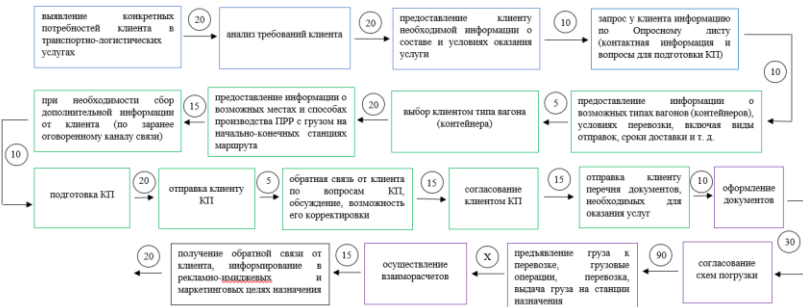 выявление конкретных
потребностей клиента в
транспортно-логистических
услугах
20
анализ требований клиента
20
предоставление клиенту
необходимой информации о
составе и условиях оказания
услуги
10
запрос у клиента информацию
по Опросному листу
(контактная информация и
вопросы для подготовки КП)
10
предоставление информации о
возможных типах вагонов (контейнеров),
условиях перевозки, включая виды
отправок, сроки доставки и т. д.
5
выбор клиентом типа вагона
(контейнера)
20
предоставление информации о
возможных местах и способах
производства ПРР с грузом на
начально-конечных станциях
маршрута
15
при необходимости сбор
дополнительной информации
от клиента (по заранее
оговоренному каналу связи)
10
подготовка КП
20
отправка клиенту
КП
5
обратная связь от клиента
по вопросам КП,
обсуждение, возможность
его корректировки
15
согласование
клиентом КП
15
отправка клиенту
перечня документов,
необходимых для
оказания услуг
10
оформление
документов
30
согласование
схем погрузки
90
предъявление груза к
перевозке, грузовые
операции, перевозка,
выдача груза на станции
назначения
X
осуществление
взаиморасчетов
15
получение обратной связи от
клиента, информирование в
рекламно-имиджевых и
маркетинговых целях назначения
20